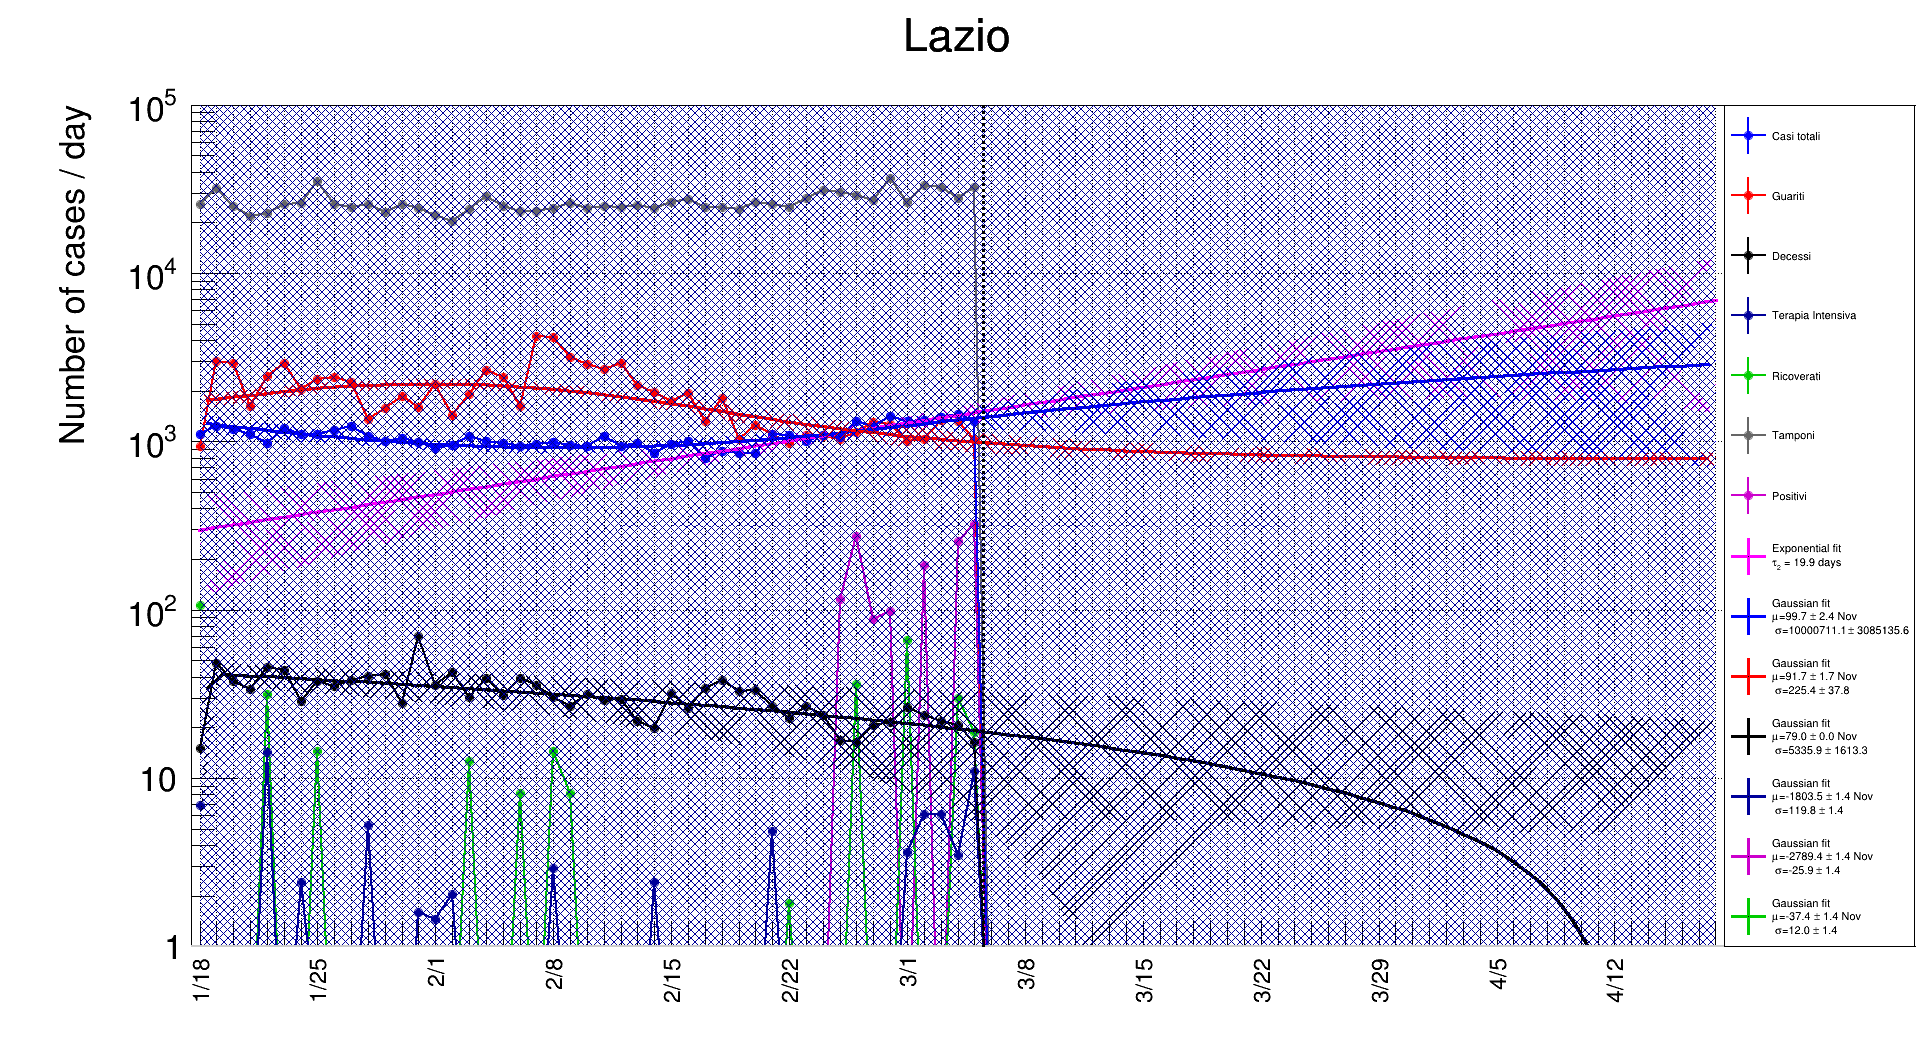 Lazio
Number of cases / day
10^5
10^4
10^3
10^2
10
1
1/18
1/25
2/1
2/8
2/15
2/22
3/1
3/8
3/15
3/22
3/29
4/5
4/12
Casi totali
Guariti
Decessi
Terapia Intensiva
Ricoverati
Tamponi
Positivi
Exponential fit
τ₂ = 19.9 days
Gaussian fit
μ=99.7 ± 2.4 Nov
σ=10000711.1 ± 3085135.6
Gaussian fit
μ=91.7 ± 1.7 Nov
σ=225.4 ± 37.8
Gaussian fit
μ=79.0 ± 0.0 Nov
σ=5335.9 ± 1613.3
Gaussian fit
μ=-1803.5 ± 1.4 Nov
σ=119.8 ± 1.4
Gaussian fit
μ=-2789.4 ± 1.4 Nov
σ=-25.9 ± 1.4
Gaussian fit
μ=-37.4 ± 1.4 Nov
σ=12.0 ± 1.4